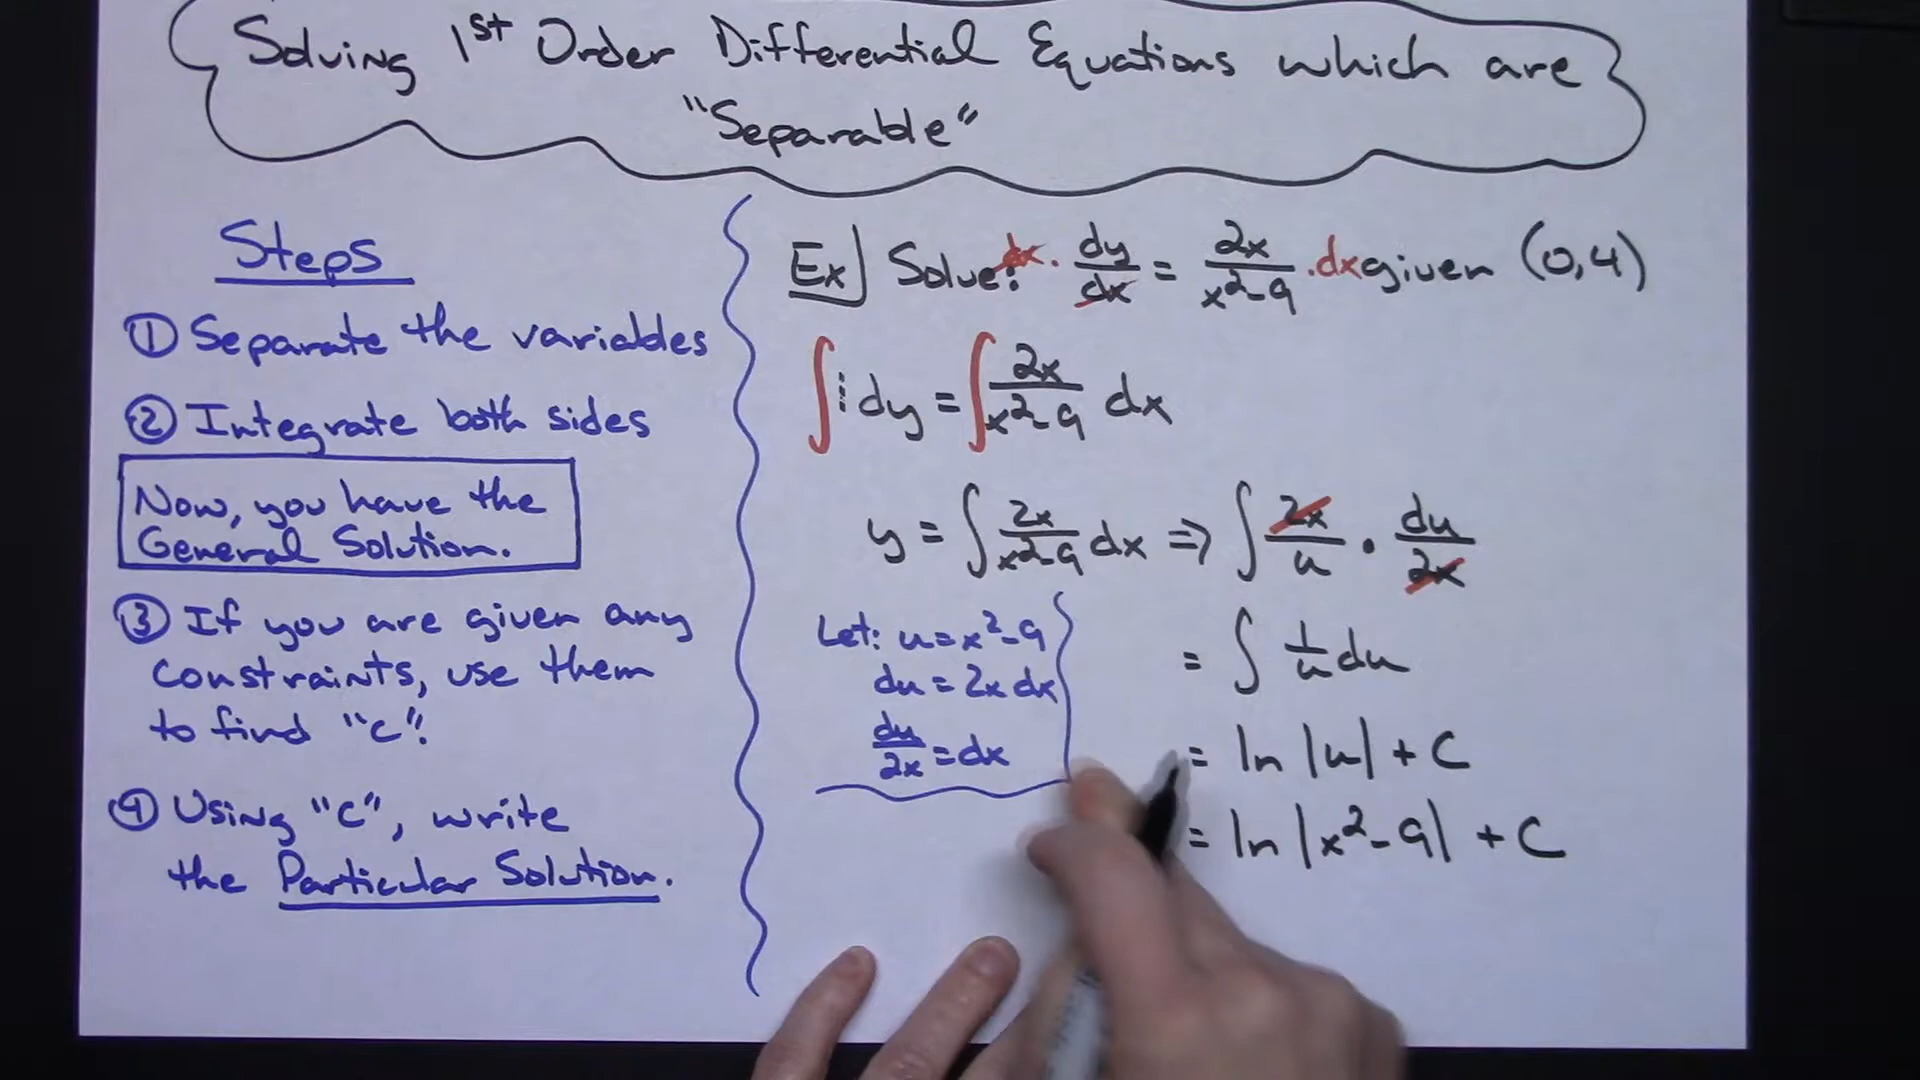 Solving 1st Order Differential Equations which are
"Separable"
Steps
① Separate the variables
② Integrate both sides
Now, you have the
General Solution.
③ If you are given any
constraints, use them
to find "C".
④ Using "C", write
the Particular Solution.
Ex] Solve: dx · dy/dx = 2x/(x²-9) · dx given (0,4)
∫ 1 dy = ∫ 2x/(x²-9) dx
y = ∫ 2x/(x²-9) dx ⇒ ∫ 2x/u · du/2x
Let: u = x²-9
du = 2x dx
du/2x = dx
= ∫ 1/u du
= ln |u| + C
= ln |x²-9| + C